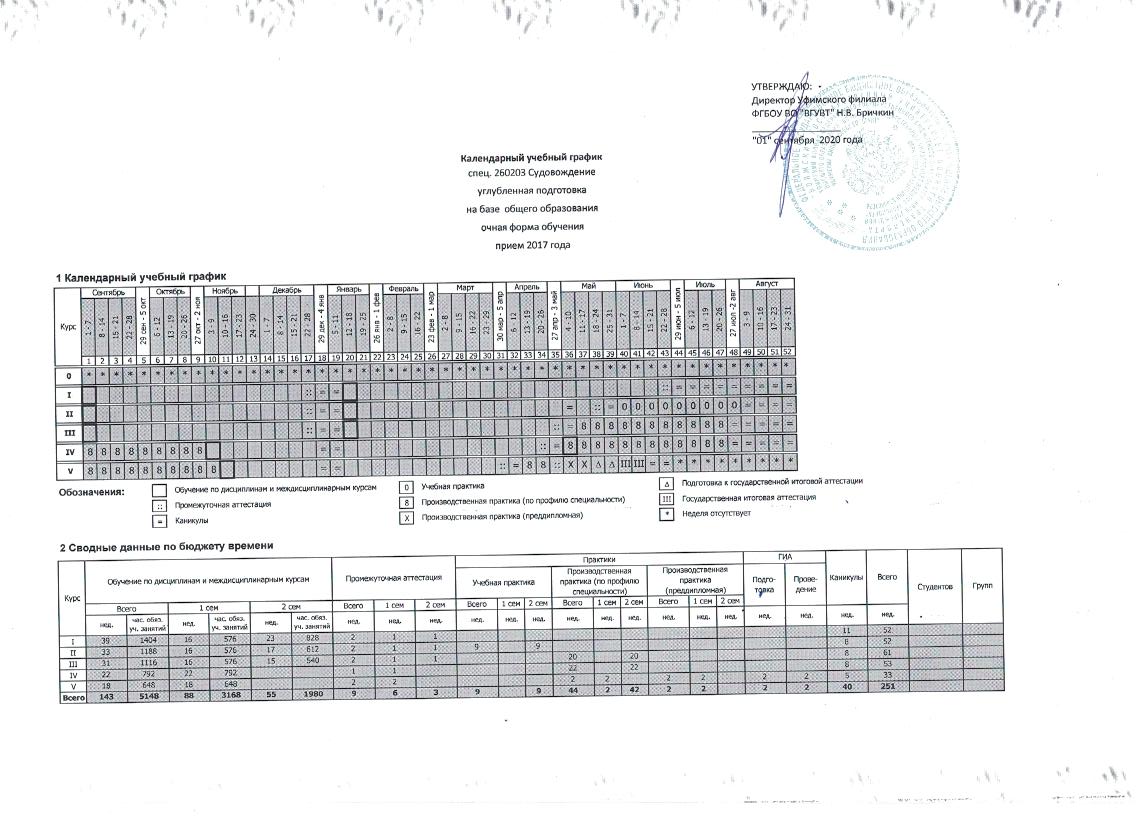 УТВЕРЖДАЮ:
Директор Уфимского филиала
ФГБОУ ВО "ВГУВТ" Н.В. Бричкин
"01" сентября 2020 года
Календарный учебный график
спец. 260203 Судовождение
углубленная подготовка
на базе общего образования
очная форма обучения
прием 2017 года
1 Календарный учебный график
Курс Сентябрь 29 сен - 5 окт Октябрь 27 окт - 2 ноя Ноябрь Декабрь 29 дек - 4 янв Январь 26 янв - 1 фев Февраль 23 фев - 1 мар Март 30 мар - 5 апр Апрель 27 апр - 3 май Май Июнь 29 июн - 5 июл Июль 27 июл - 2 авг Август
1 - 7 8 - 14 15 - 21 22 - 28 6 - 12 13 - 19 20 - 26 3 - 9 10 - 16 17 - 23 24 - 30 1 - 7 8 - 14 15 - 21 22 - 28 5 - 11 12 - 18 19 - 25 2 - 8 9 - 15 16 - 22 2 - 8 9 - 15 16 - 22 23 - 29 6 - 12 13 - 19 20 - 26 4 - 10 11 - 17 18 - 24 25 - 31 1 - 7 8 - 14 15 - 21 22 - 28 6 - 12 13 - 19 20 - 26 3 - 9 10 - 16 17 - 23 24 - 31
1 2 3 4 5 6 7 8 9 10 11 12 13 14 15 16 17 18 19 20 21 22 23 24 25 26 27 28 29 30 31 32 33 34 35 36 37 38 39 40 41 42 43 44 45 46 47 48 49 50 51 52
0 * * * * * * * * * * * * * * * * * * * * * * * * * * * * * * * * * * * * * * * * * * * * * * * * * * * *
I :: = = :: = = = = = = = = =
II :: = = = :: = 0 0 0 0 0 0 0 0 0 = = = =
III :: = = :: = 8 8 8 8 8 8 8 8 8 8 8 8 = = = =
IV 8 8 8 8 8 8 8 8 8 = = :: = 8 8 8 8 8 8 8 8 8 8 8 8 8 = = = = =
V 8 8 8 8 8 8 8 8 8 8 = = :: = 8 8 :: X X Δ Δ III III = = * * * * * * * * *
Обозначения:
Обучение по дисциплинам и междисциплинарным курсам
:: Промежуточная аттестация
= Каникулы
0 Учебная практика
8 Производственная практика (по профилю специальности)
X Производственная практика (преддипломная)
Δ Подготовка к государственной итоговой аттестации
III Государственная итоговая аттестация
* Неделя отсутствует
2 Сводные данные по бюджету времени
Курс Обучение по дисциплинам и междисциплинарным курсам Промежуточная аттестация Практики ГИА Каникулы Всего Студентов Групп
Учебная практика Производственная практика (по профилю специальности) Производственная практика (преддипломная) Подго-товка Прове-дение
Всего 1 сем 2 сем Всего 1 сем 2 сем Всего 1 сем 2 сем Всего 1 сем 2 сем Всего 1 сем 2 сем
нед. час. обяз. уч. занятий нед. час. обяз. уч. занятий нед. час. обяз. уч. занятий нед. нед. нед. нед. нед. нед. нед. нед. нед. нед. нед. нед. нед. нед. нед. нед.
I 39 1404 16 576 23 828 2 1 1 11 52
II 33 1188 16 576 17 612 2 1 1 9 9 8 52
III 31 1116 16 576 15 540 2 1 1 20 20 8 61
IV 22 792 22 792 1 1 22 22 8 53
V 18 648 18 648 2 2 2 2 2 2 2 2 5 33
Всего 143 5148 88 3168 55 1980 9 6 3 9 9 44 2 42 2 2 2 2 40 251